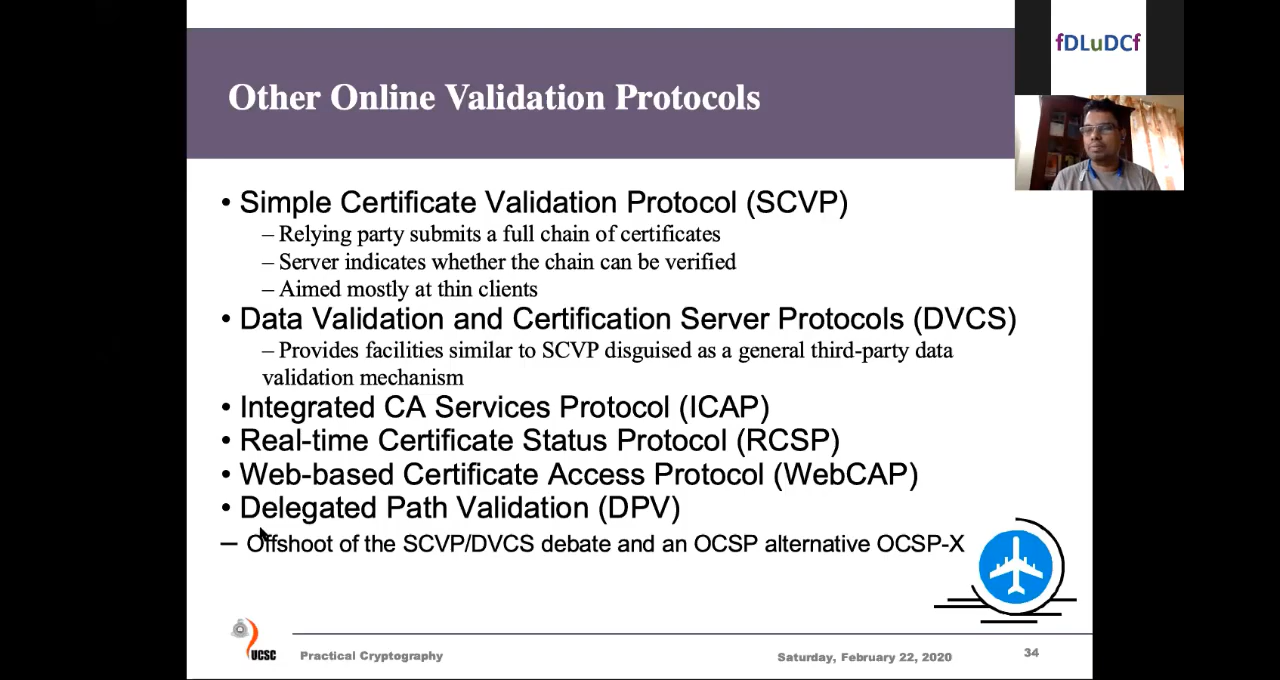 fDLuDCf
Other Online Validation Protocols
• Simple Certificate Validation Protocol (SCVP)
– Relying party submits a full chain of certificates
– Server indicates whether the chain can be verified
– Aimed mostly at thin clients
• Data Validation and Certification Server Protocols (DVCS)
– Provides facilities similar to SCVP disguised as a general third-party data
validation mechanism
• Integrated CA Services Protocol (ICAP)
• Real-time Certificate Status Protocol (RCSP)
• Web-based Certificate Access Protocol (WebCAP)
• Delegated Path Validation (DPV)
– Offshoot of the SCVP/DVCS debate and an OCSP alternative OCSP-X
UCSC
Practical Cryptography
Saturday, February 22, 2020
34